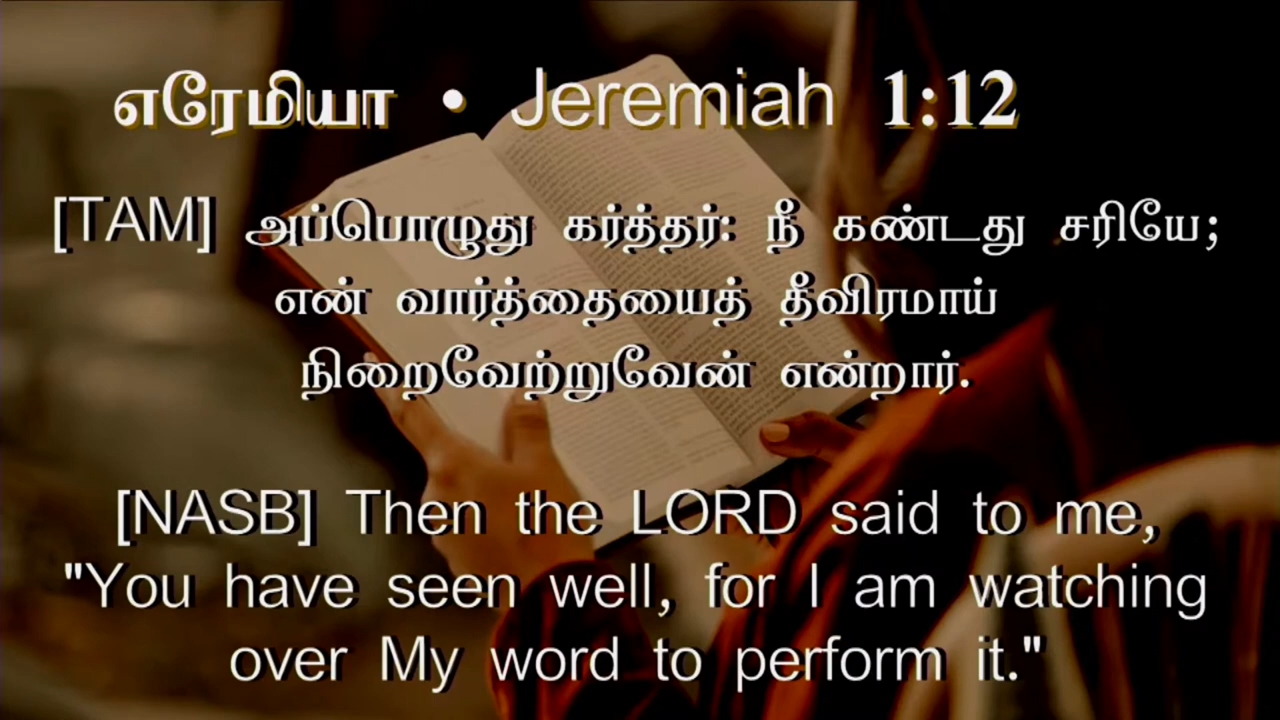 எரேமியா • Jeremiah 1:12
[TAM] அப்பொழுது கர்த்தர்: நீ கண்டது சரியே;
என் வார்த்தையைத் தீவிரமாய்
நிறைவேற்றுவேன் என்றார்.
[NASB] Then the LORD said to me,
"You have seen well, for I am watching
over My word to perform it."